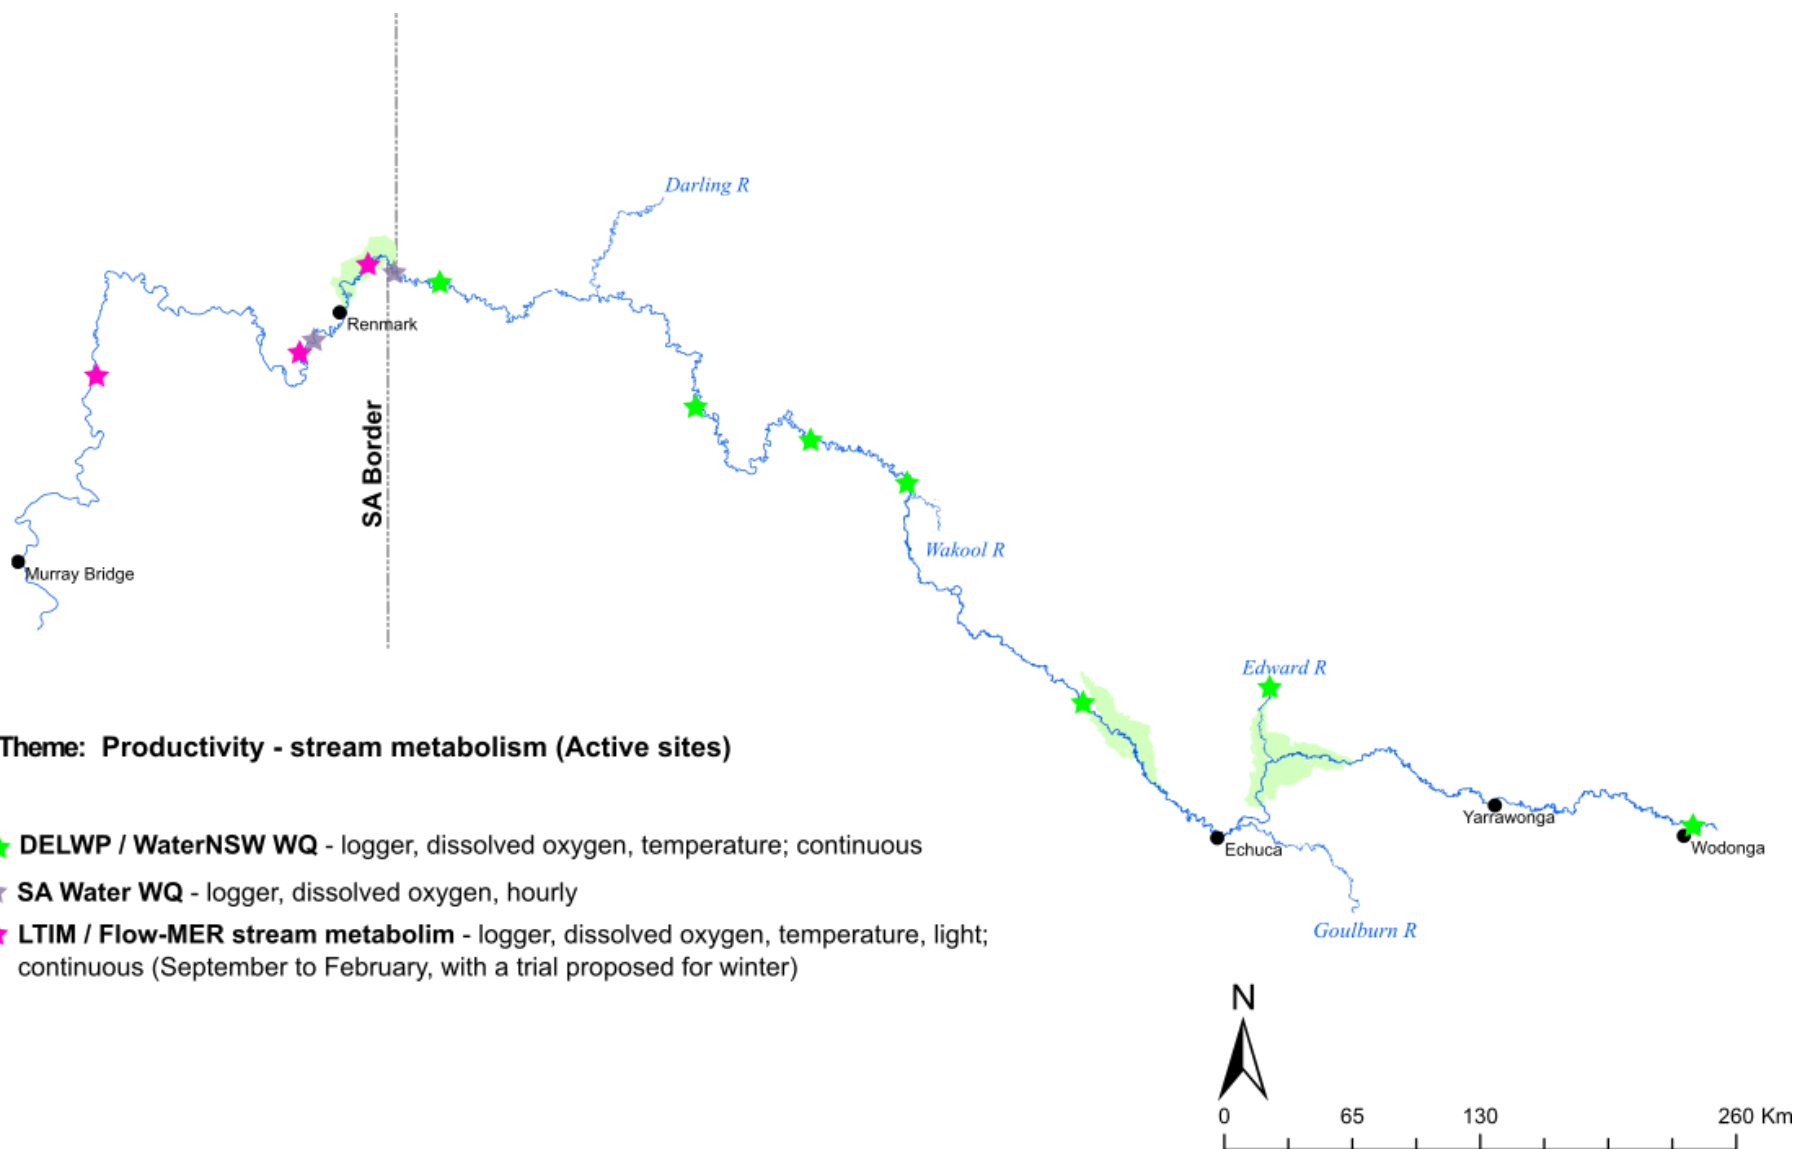 Darling R
Renmark
SA Border
Murray Bridge
Wakool R
Edward R
Yarrawonga
Echuca
Wodonga
Goulburn R
Theme: Productivity - stream metabolism (Active sites)
DELWP / WaterNSW WQ - logger, dissolved oxygen, temperature; continuous
SA Water WQ - logger, dissolved oxygen, hourly
LTIM / Flow-MER stream metabolim - logger, dissolved oxygen, temperature, light;
continuous (September to February, with a trial proposed for winter)
N
0 65 130 260 Km